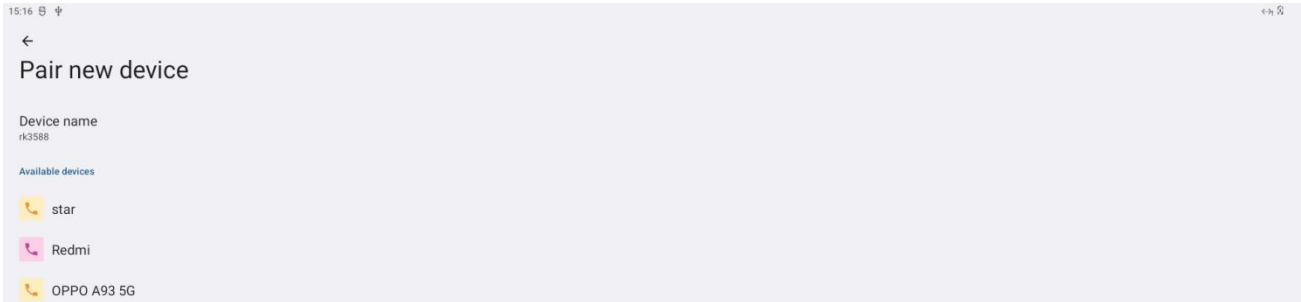 15:16
Pair new device
Device name
rk3588
Available devices
star
Redmi
OPPO A93 5G